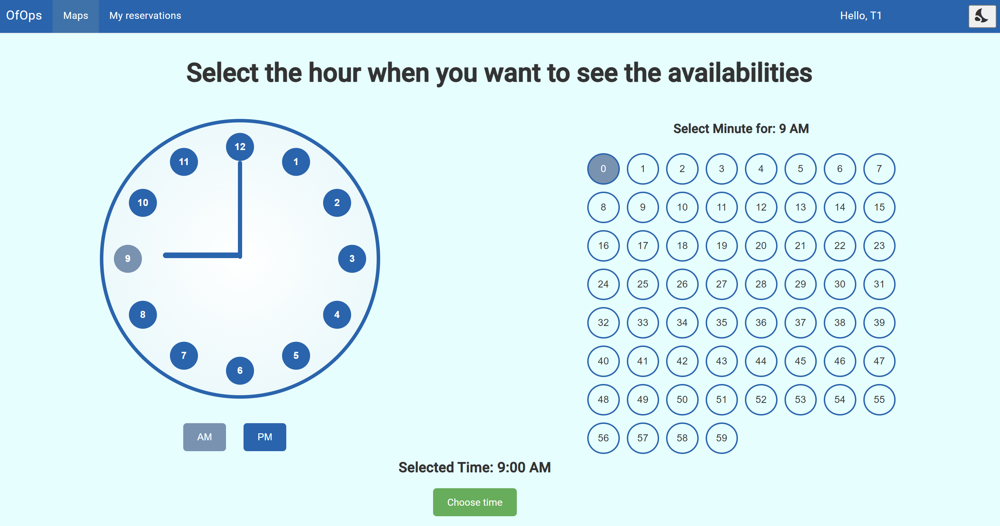 OfOps Maps My reservations Hello, T1
Select the hour when you want to see the availabilities
12
11 1
10 2
9 3
8 4
7 5
6
AM PM
Select Minute for: 9 AM
0 1 2 3 4 5 6 7
8 9 10 11 12 13 14 15
16 17 18 19 20 21 22 23
24 25 26 27 28 29 30 31
32 33 34 35 36 37 38 39
40 41 42 43 44 45 46 47
48 49 50 51 52 53 54 55
56 57 58 59
Selected Time: 9:00 AM
Choose time